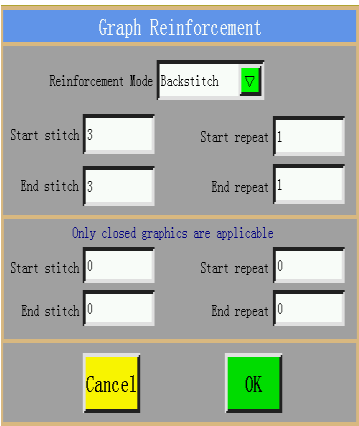 Graph Reinforcement
Reinforcement Mode Backstitch
Start stitch 3 Start repeat 1
End stitch 3 End repeat 1
Only closed graphics are applicable
Start stitch 0 Start repeat 0
End stitch 0 End repeat 0
Cancel OK